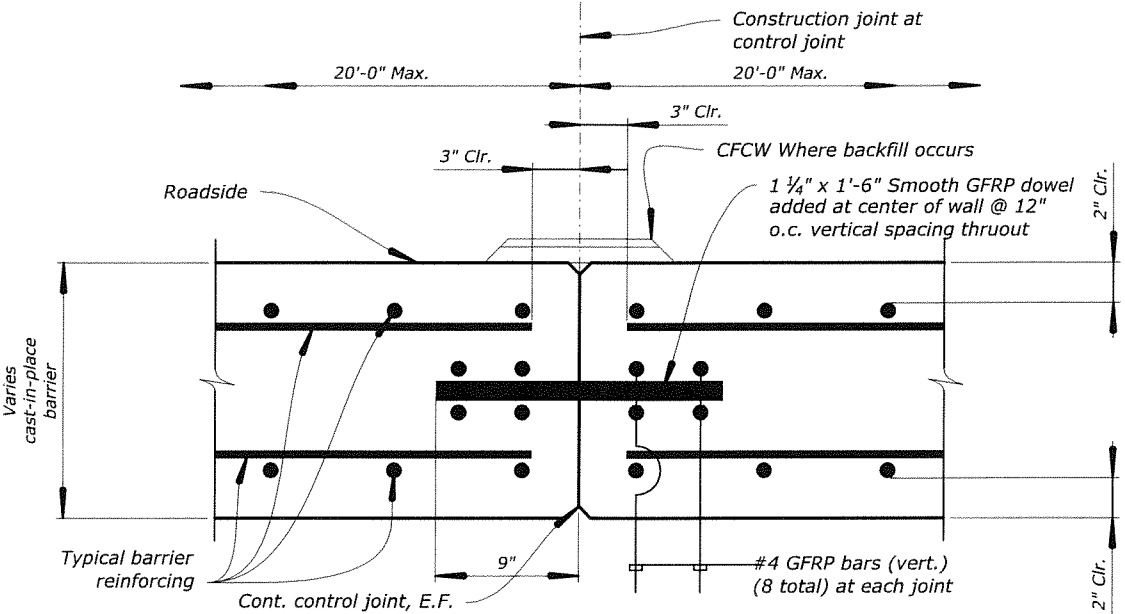 Construction joint at
control joint
20'-0" Max.
20'-0" Max.
3" Clr.
3" Clr.
CFCW Where backfill occurs
Roadside
1 ¼" x 1'-6" Smooth GFRP dowel
added at center of wall @ 12"
o.c. vertical spacing thruout
2" Clr.
Varies
cast-in-place
barrier
Typical barrier
reinforcing
9"
Cont. control joint, E.F.
#4 GFRP bars (vert.)
(8 total) at each joint
2" Clr.